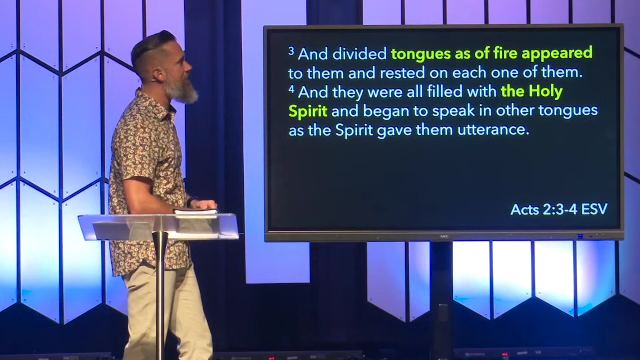 3 And divided tongues as of fire appeared
to them and rested on each one of them.
4 And they were all filled with the Holy
Spirit and began to speak in other tongues
as the Spirit gave them utterance.
Acts 2:3-4 ESV
NEC